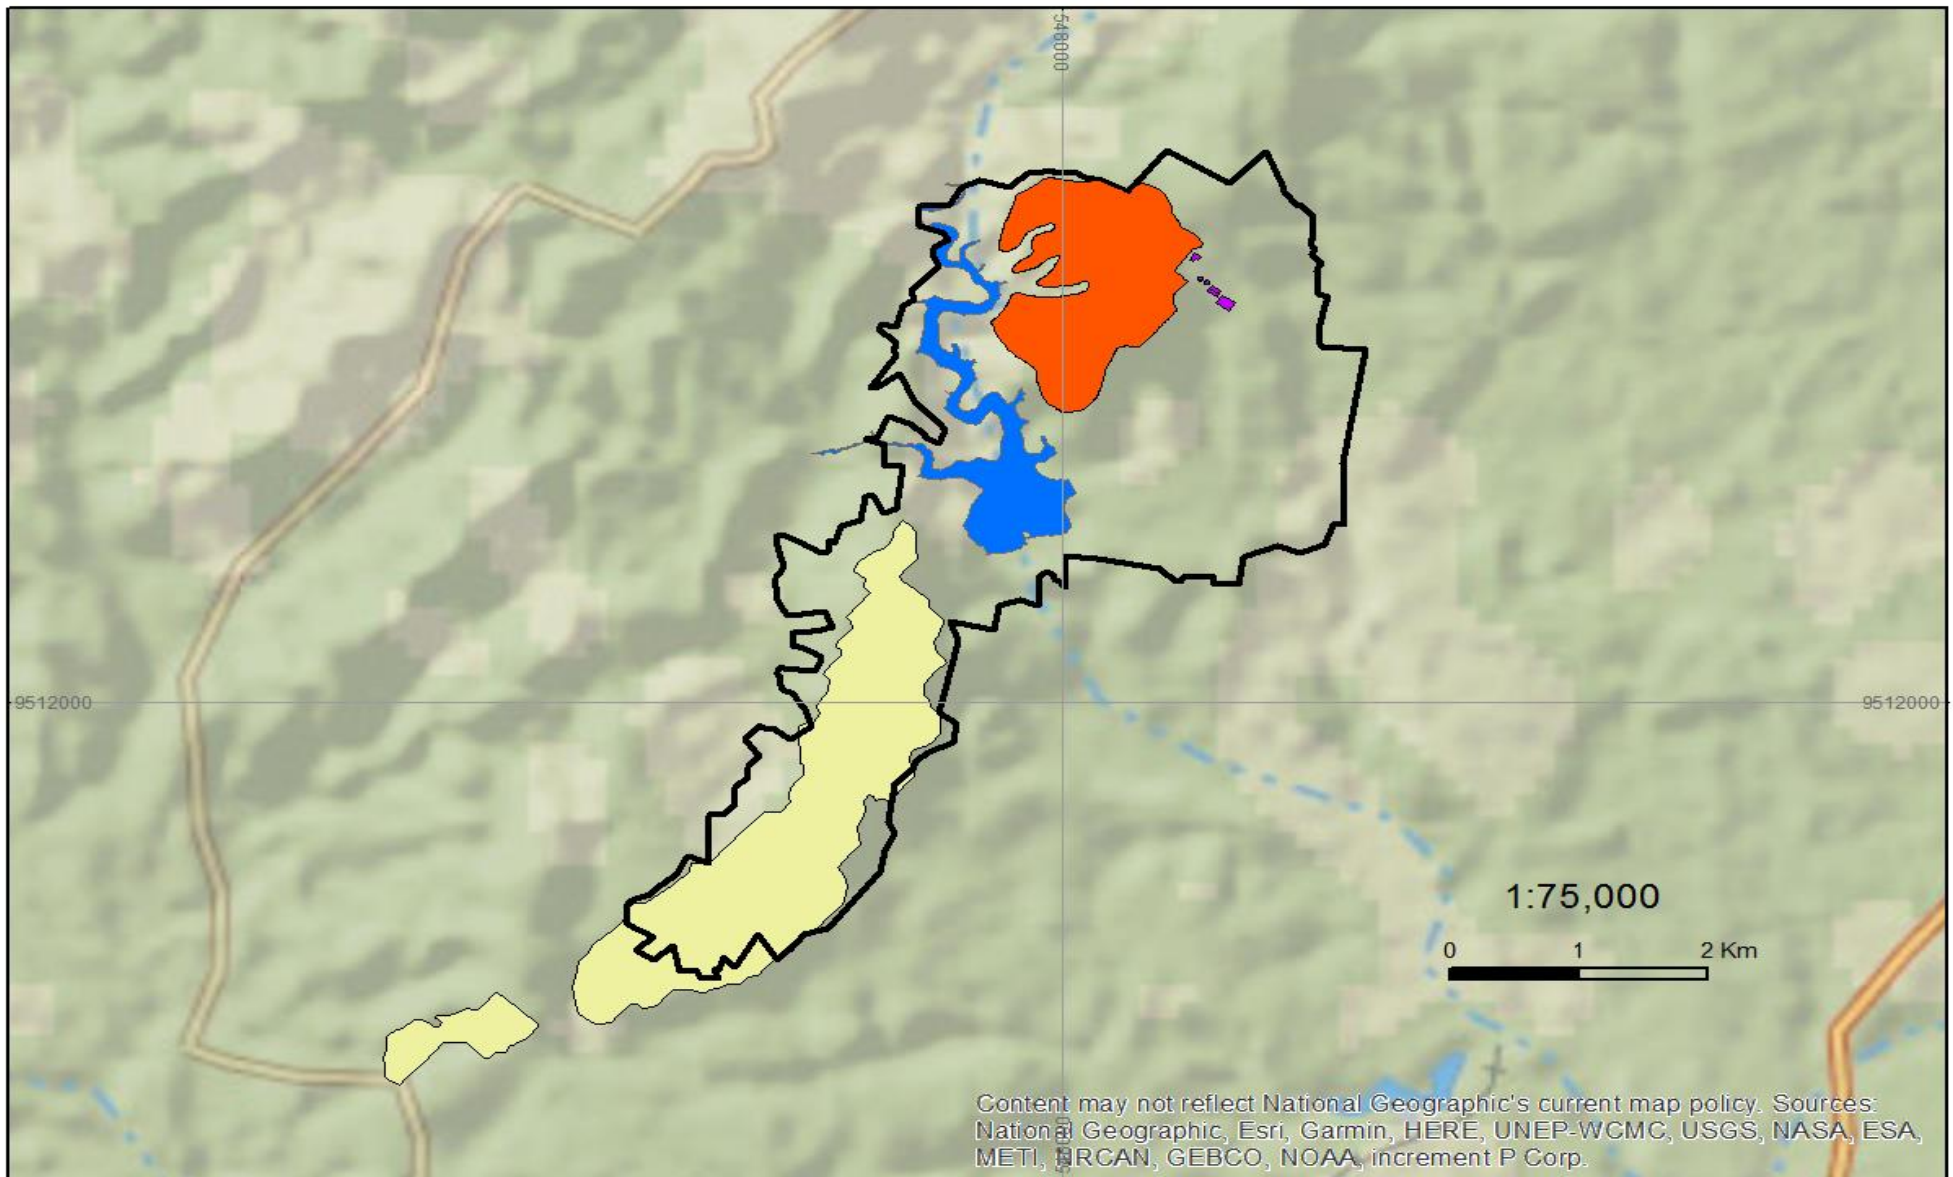 548000
9512000
9512000
1:75,000
0 1 2 Km
Content may not reflect National Geographic's current map policy. Sources:
National Geographic, Esri, Garmin, HERE, UNEP-WCMC, USGS, NASA, ESA,
METI, NRCAN, GEBCO, NOAA, increment P Corp.